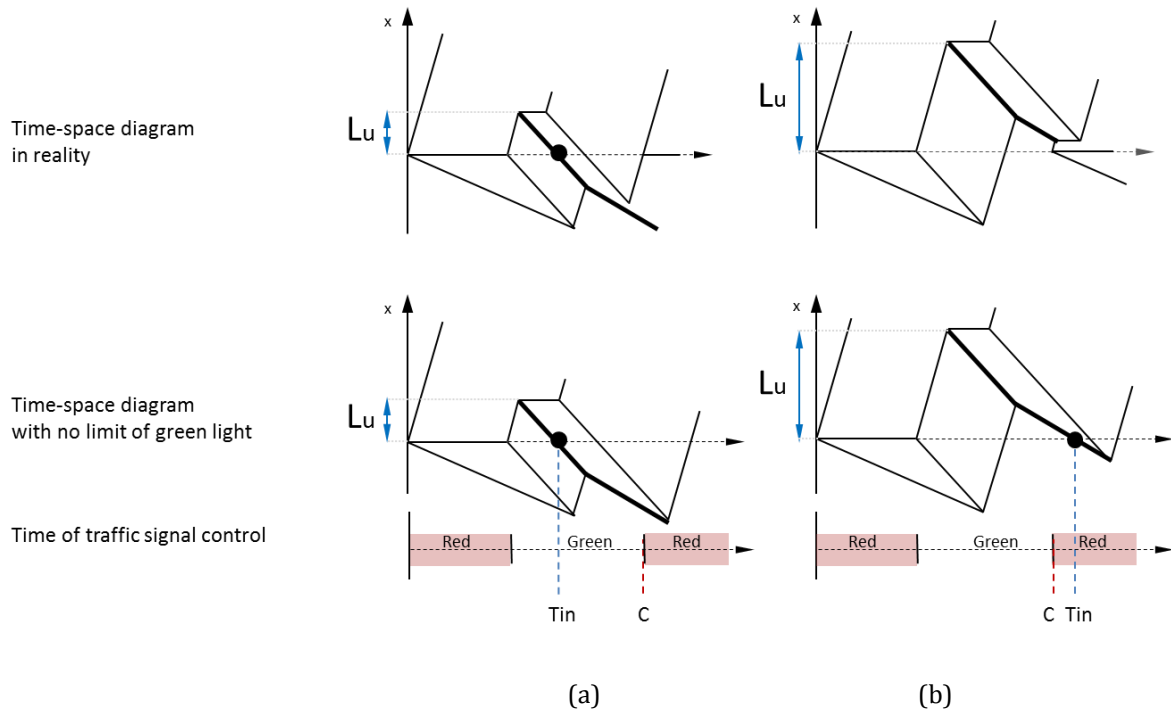 x
x
Lu
Lu
Time-space diagram
in reality
x
x
Lu
Lu
Time-space diagram
with no limit of green light
Time of traffic signal control
Red Green Red
Red Green Red
Tin C
C Tin
(a)
(b)